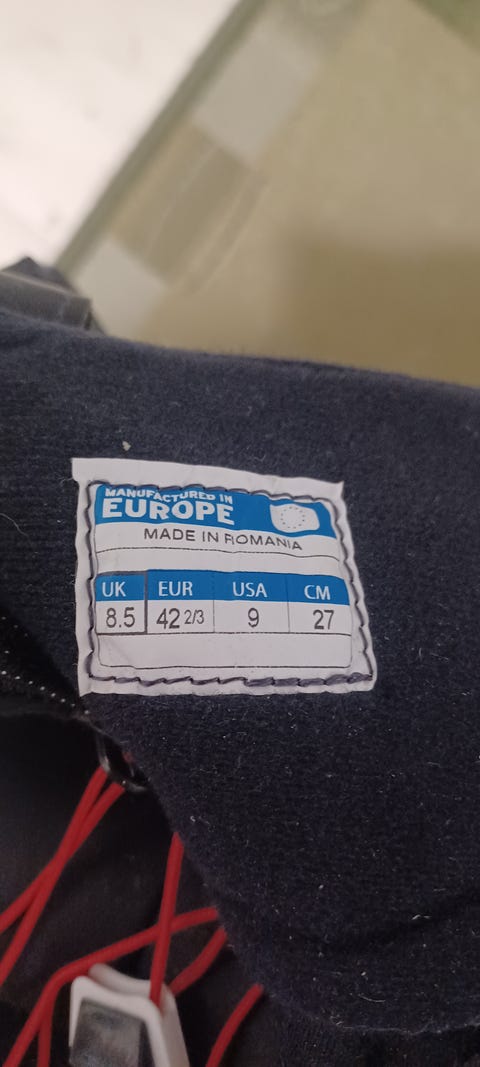 MANUFACTURED IN
EUROPE
MADE IN ROMANIA
UK EUR USA CM
8.5 42 2/3 9 27